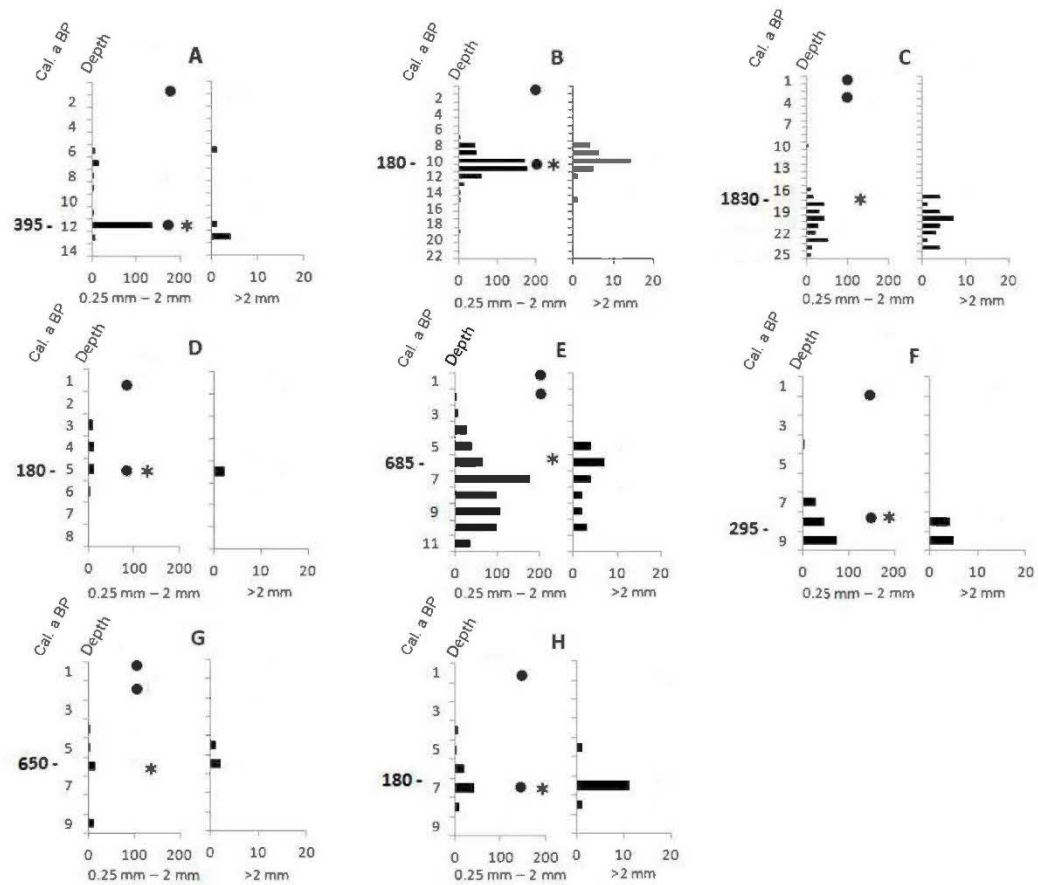 Cal. a BP Depth A
2
4
6
8
10
395 - 12 *
14
0 100 200 0 10 20
0.25 mm – 2 mm >2 mm
Cal. a BP Depth B
2
4
6
8
180 - 10 *
12
14
16
18
20
22
0 100 200 0 10 20
0.25 mm – 2 mm >2 mm
Cal. a BP Depth C
1
4
7
10
13
16
1830 - *
19
22
25
0 100 200 0 10 20
0.25 mm – 2 mm >2 mm
Cal. a BP Depth D
1
2
3
4
180 - 5 *
6
7
8
0 100 200 0 10 20
0.25 mm – 2 mm >2 mm
Cal. a BP Depth E
1
3
5
685 - *
7
9
11
0 100 200 0 10 20
0.25 mm – 2 mm >2 mm
Cal. a BP Depth F
1
3
5
7
295 - *
9
0 100 200 0 10 20
0.25 mm – 2 mm >2 mm
Cal. a BP Depth G
1
3
5
650 - *
7
9
0 100 200 0 10 20
0.25 mm – 2 mm >2 mm
Cal. a BP Depth H
1
3
5
180 - 7 *
9
0 100 200 0 10 20
0.25 mm – 2 mm >2 mm